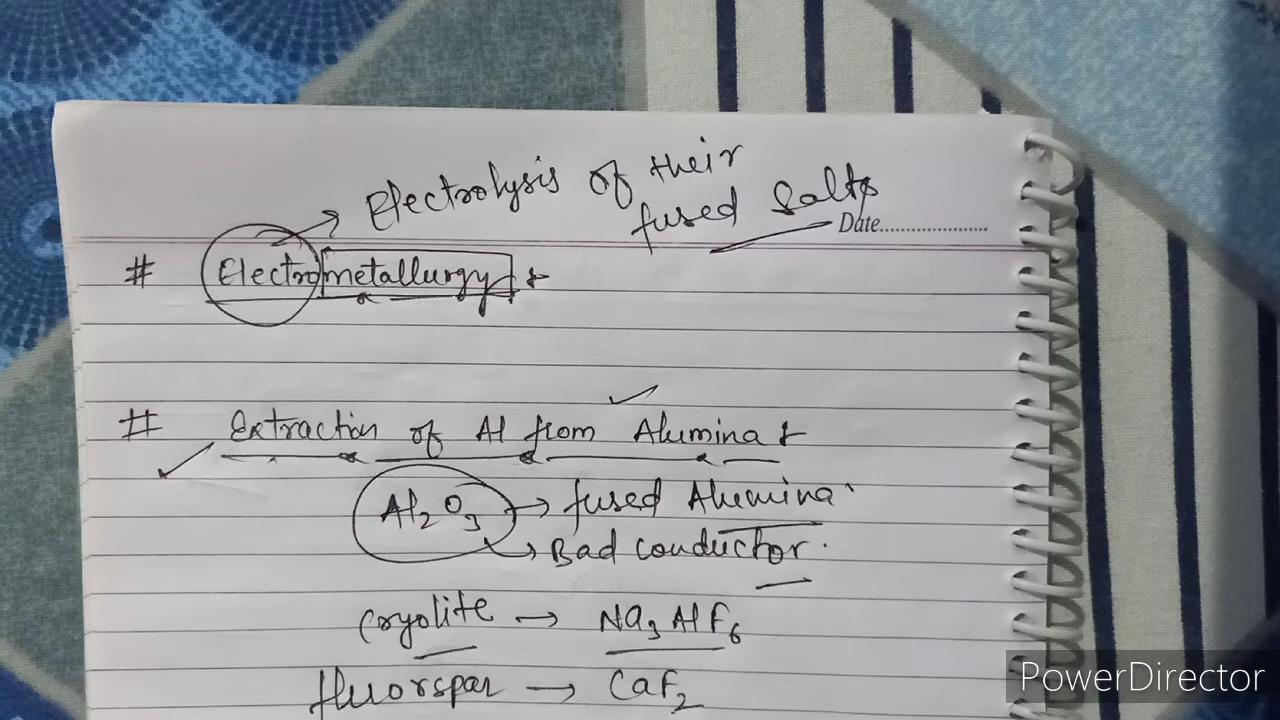 Electrolysis of their
fused Salts
Date......................
# Electrometallurgy :-
# Extraction of Al from Alumina :-
Al2O3 → fused Alumina
→ Bad conductor.
Cryolite → Na3AlF6
fluorspar → CaF2
PowerDirector